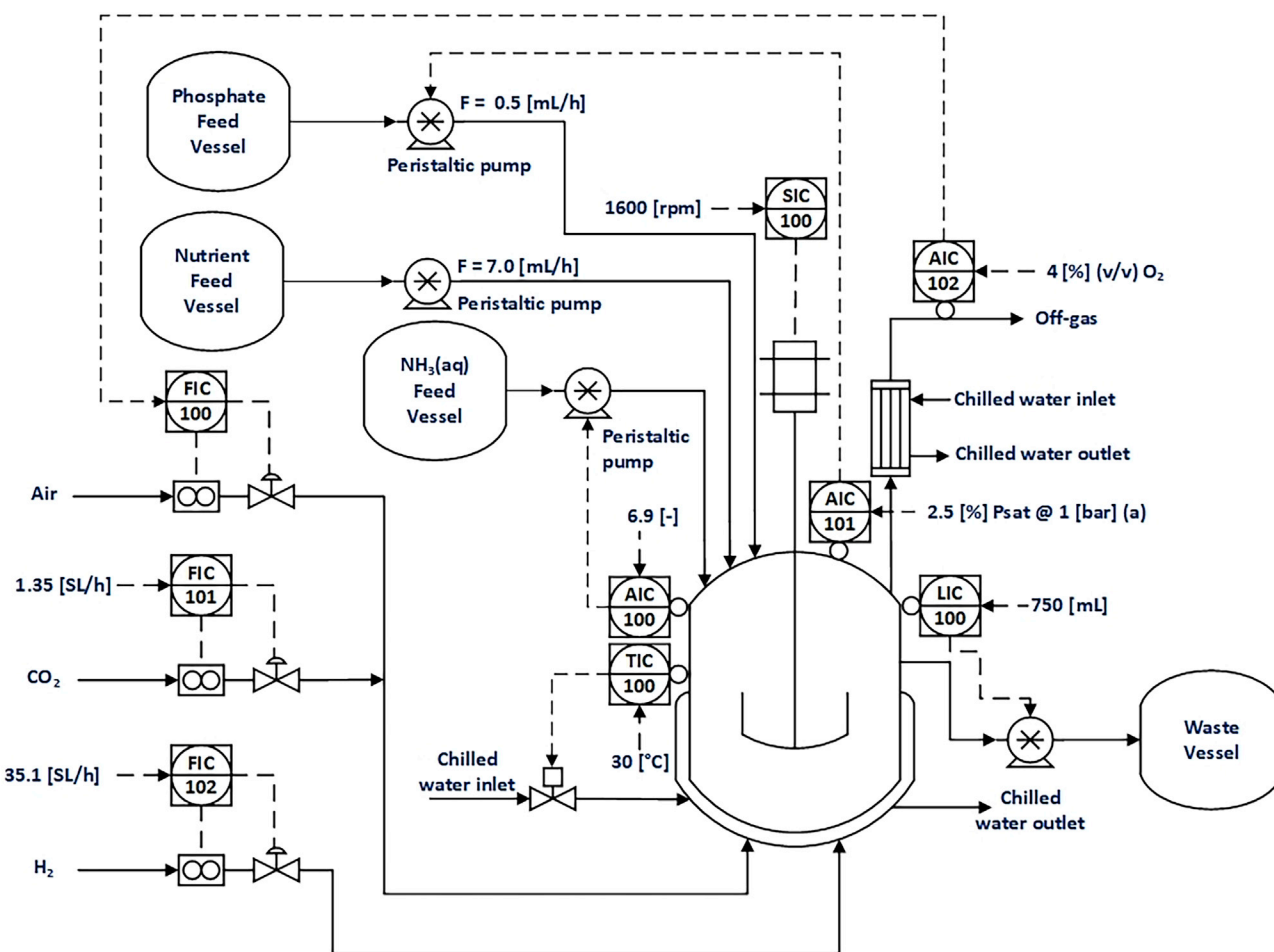 Phosphate
Feed
Vessel
F = 0.5 [mL/h]
Peristaltic pump
1600 [rpm]
SIC
100
Nutrient
Feed
Vessel
F = 7.0 [mL/h]
Peristaltic pump
AIC
102
4 [%] (v/v) O₂
Off-gas
NH₃(aq)
Feed
Vessel
Peristaltic
pump
FIC
100
Chilled water inlet
Chilled water outlet
Air
AIC
101
2.5 [%] Psat @ 1 [bar] (a)
6.9 [-]
1.35 [SL/h]
FIC
101
AIC
100
LIC
100
750 [mL]
CO₂
TIC
100
30 [°C]
Waste
Vessel
35.1 [SL/h]
FIC
102
Chilled
water inlet
Chilled
water outlet
H₂